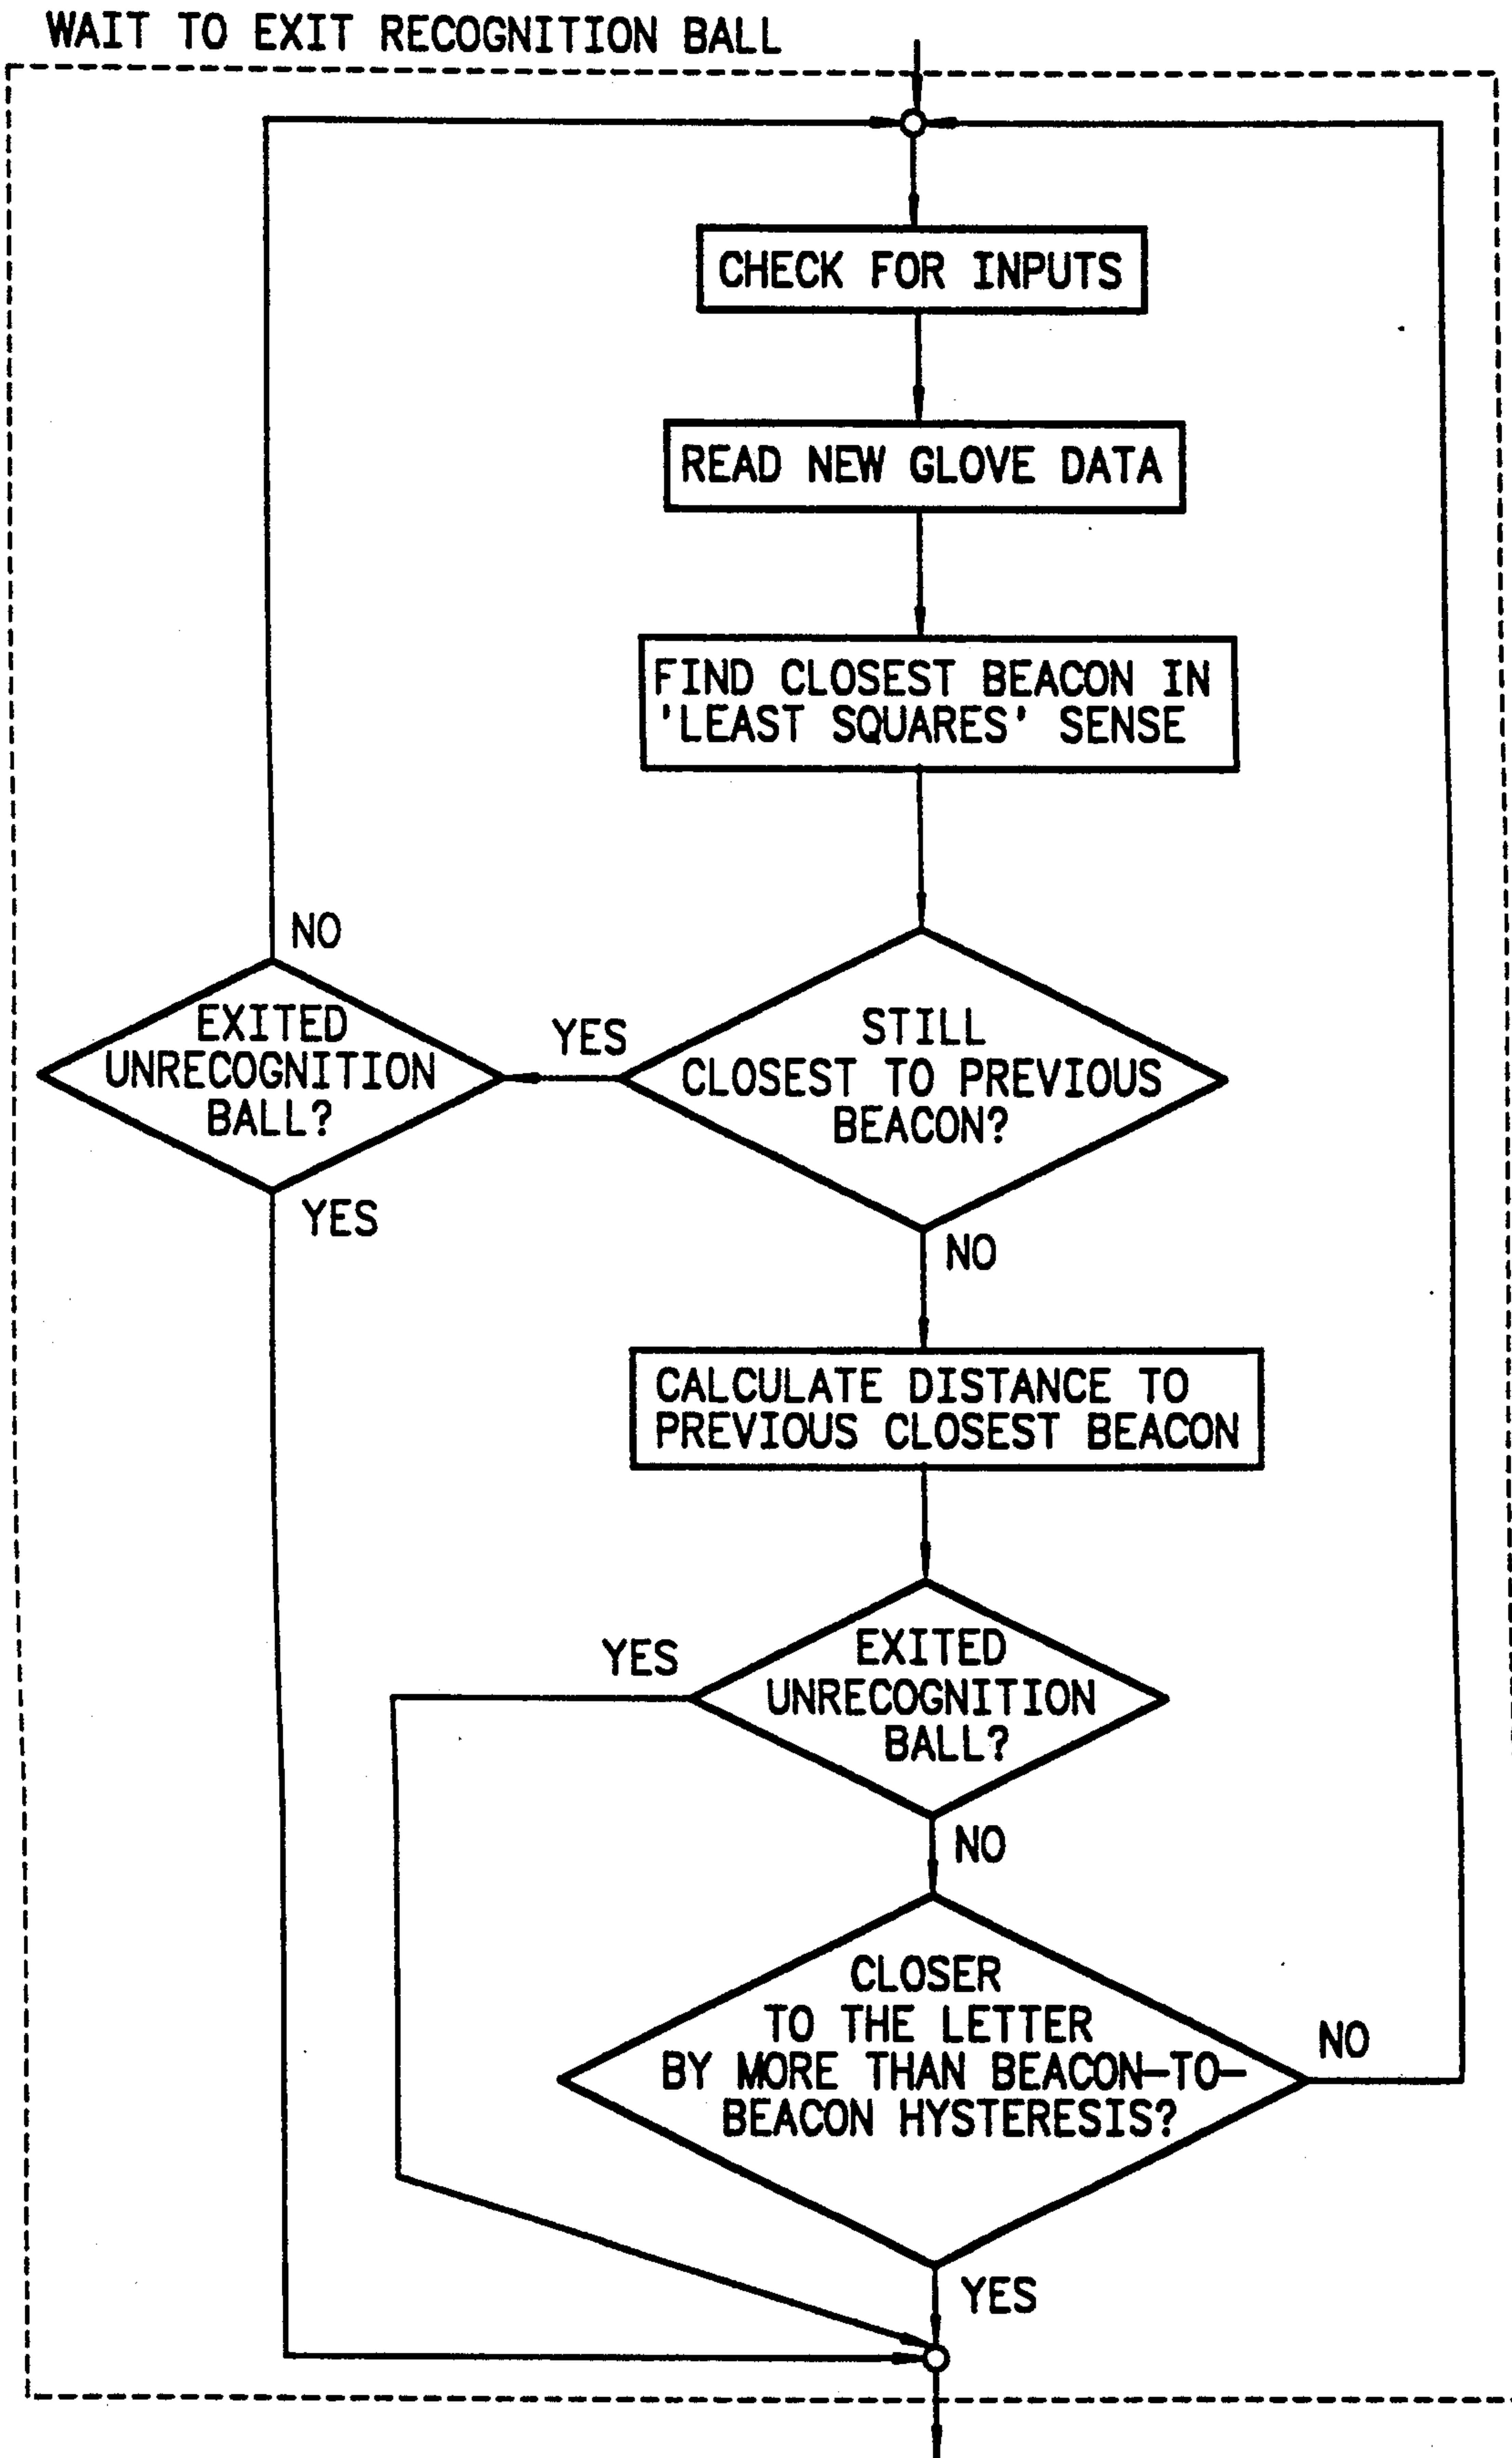 WAIT TO EXIT RECOGNITION BALL
CHECK FOR INPUTS
READ NEW GLOVE DATA
FIND CLOSEST BEACON IN
'LEAST SQUARES' SENSE
NO
EXITED
UNRECOGNITION
BALL?
YES
YES
STILL
CLOSEST TO PREVIOUS
BEACON?
NO
CALCULATE DISTANCE TO
PREVIOUS CLOSEST BEACON
YES
EXITED
UNRECOGNITION
BALL?
NO
CLOSER
TO THE LETTER
BY MORE THAN BEACON-TO-
BEACON HYSTERESIS?
NO
YES